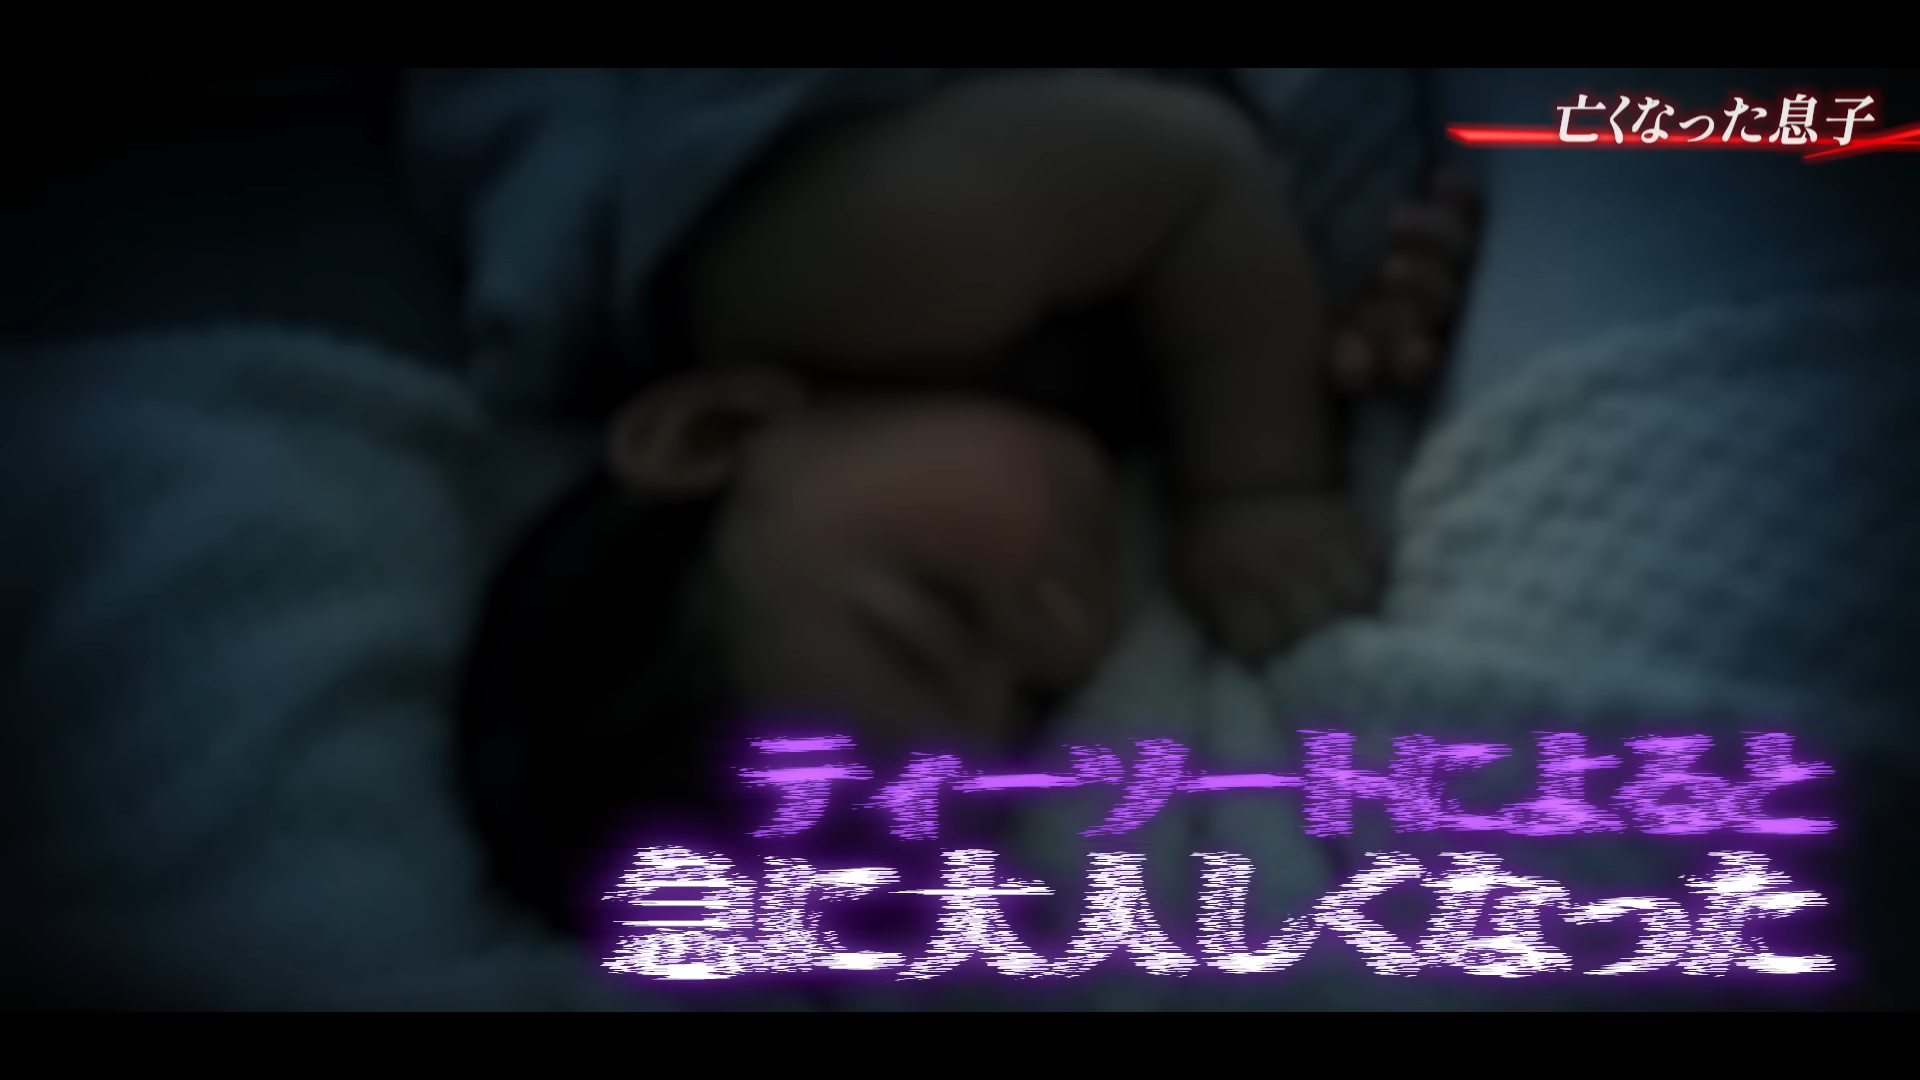 亡くなった息子
ティーツートによると
急に大人しくなった